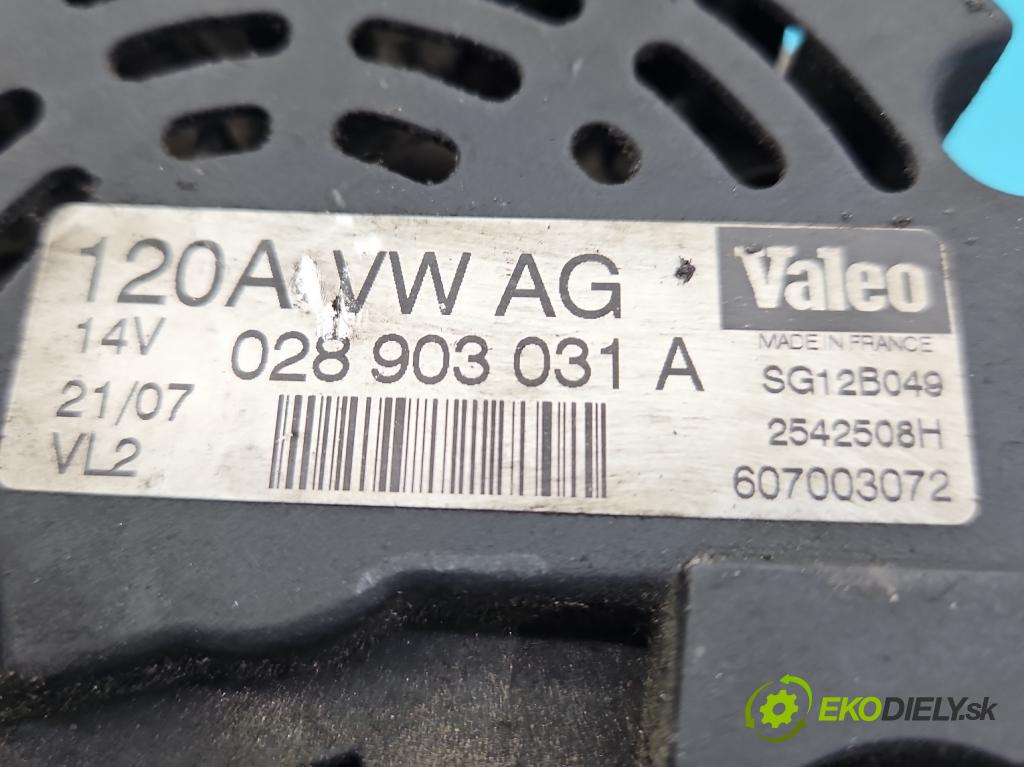 120A VW AG
14V 028 903 031 A
21/07
VL2
Valeo
MADE IN FRANCE
SG12B049
2542508H
607003072
EKODIELY.sk